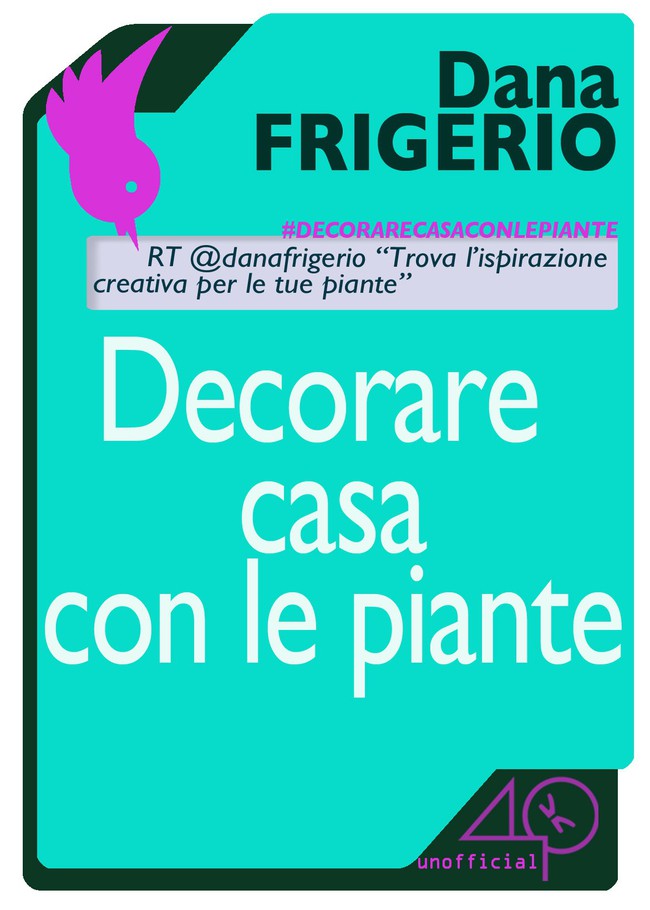 Dana
FRIGERIO
#DECORARECASACONLEPIANTE
RT @danafrigerio “Trova l’ispirazione
creativa per le tue piante”
Decorare
casa
con le piante
unofficial